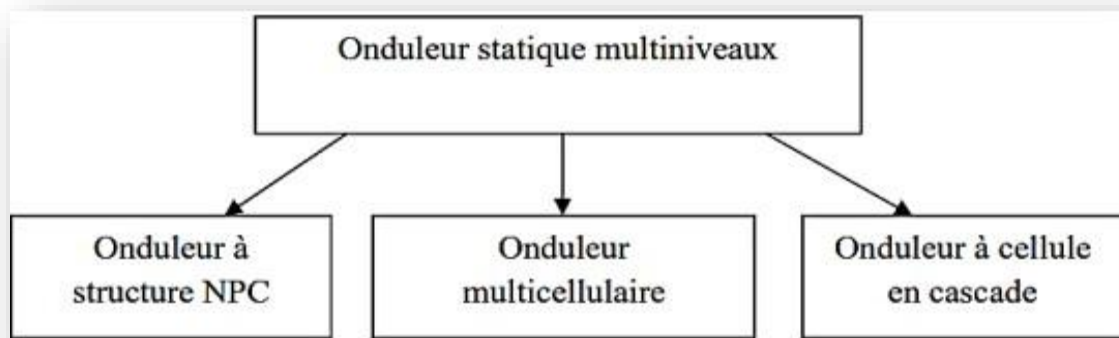 Onduleur statique multiniveaux
Onduleur à
structure NPC
Onduleur
multicellulaire
Onduleur à cellule
en cascade